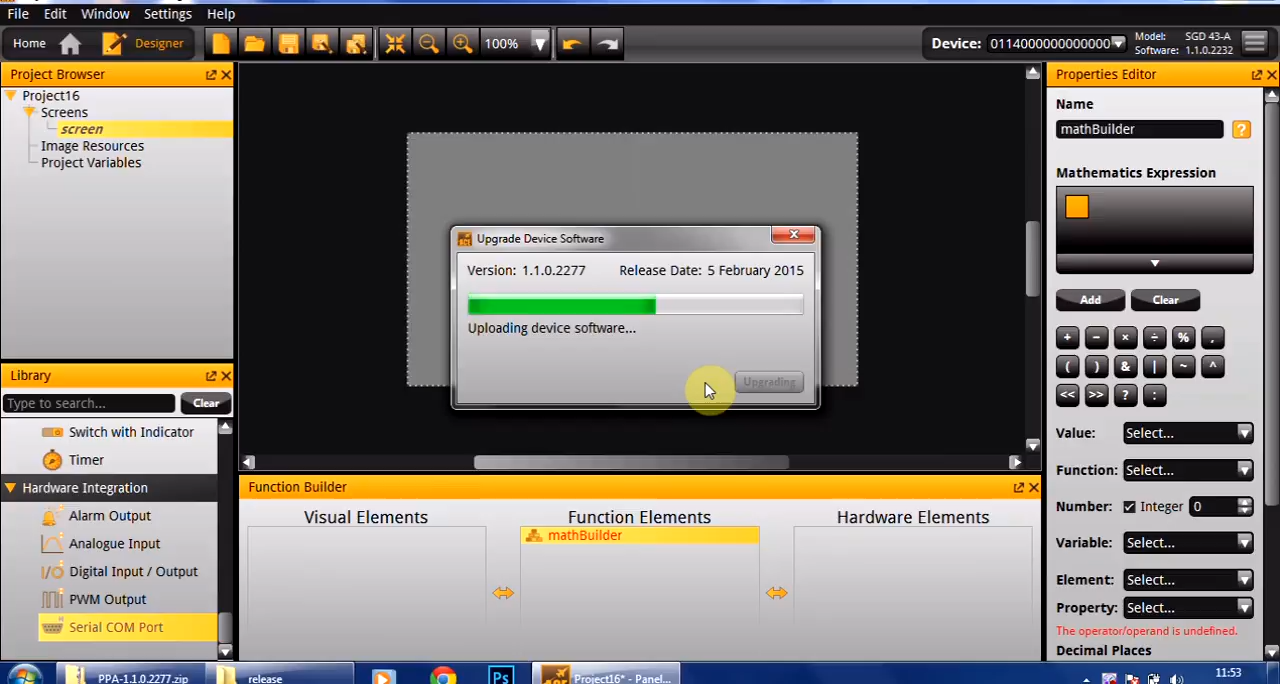 File Edit Window Settings Help
Home Designer 100% Device: 0114000000000000 Model: SGD 43-A
Software: 1.1.0.2232
Project Browser
Project16
Screens
screen
Image Resources
Project Variables
Library
Type to search... Clear
Switch with Indicator
Timer
Hardware Integration
Alarm Output
Analogue Input
Digital Input / Output
PWM Output
Serial COM Port
Upgrade Device Software
Version: 1.1.0.2277 Release Date: 5 February 2015
Uploading device software...
Upgrading
Function Builder
Visual Elements Function Elements Hardware Elements
mathBuilder
Properties Editor
Name
mathBuilder ?
Mathematics Expression
Add Clear
+ − × ÷ % ,
( ) & | ~ ^
<< >> ? :
Value: Select...
Function: Select...
Number: Integer 0
Variable: Select...
Element: Select...
Property: Select...
The operator/operand is undefined.
Decimal Places
PPA-1.1.0.2277.zip release Ps Project16* - Panel... 11:53